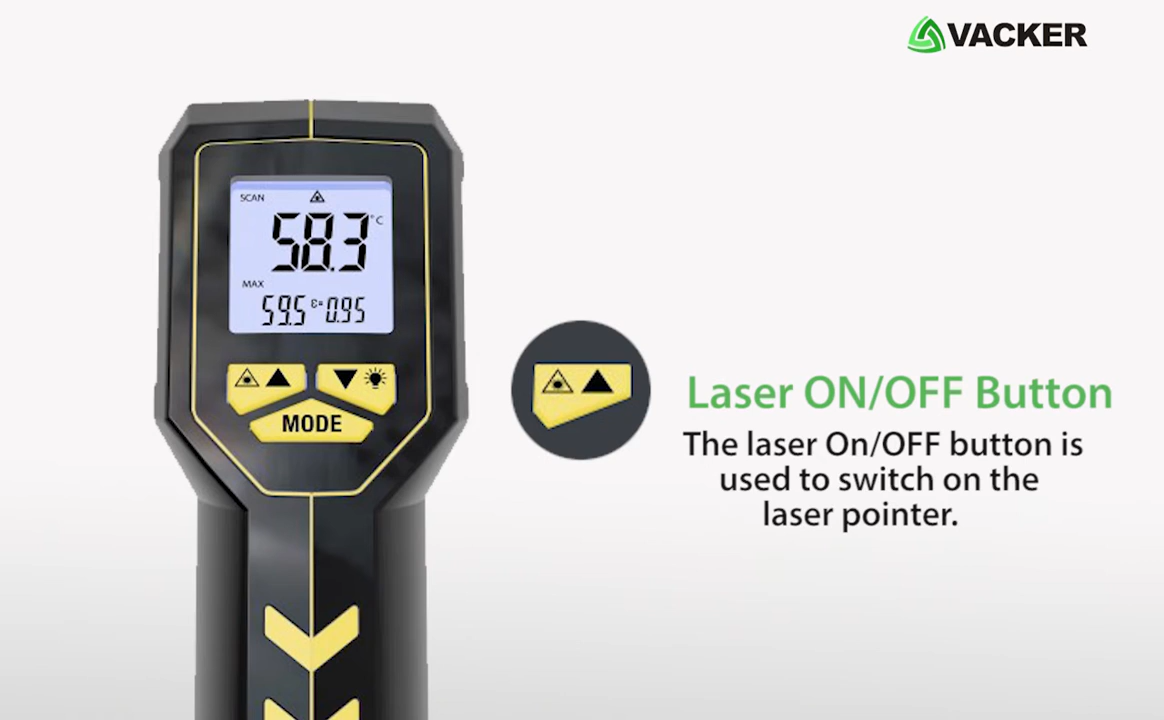 VACKER
SCAN
58.3 °C
MAX
59.5 ε= 0.95
MODE
Laser ON/OFF Button
The laser On/OFF button is
used to switch on the
laser pointer.